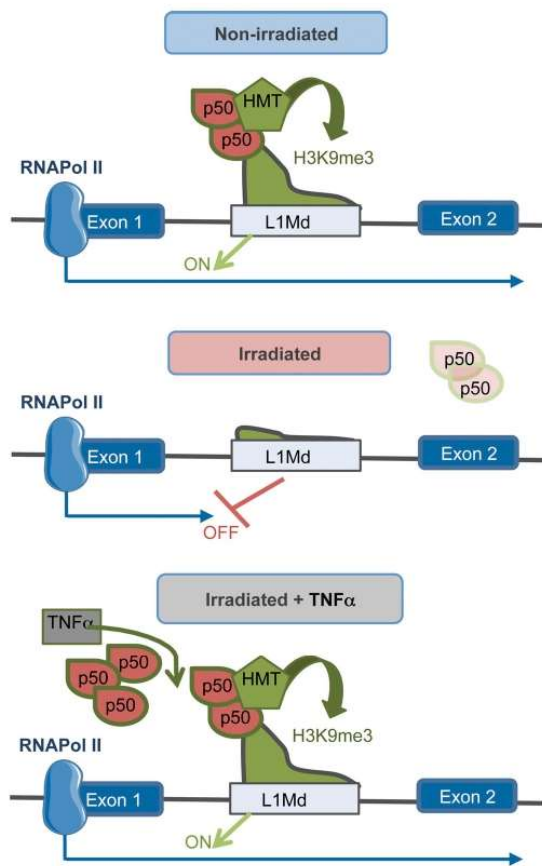 Non-irradiated
p50
HMT
p50
H3K9me3
RNAPol II
Exon 1
L1Md
Exon 2
ON
Irradiated
p50
p50
RNAPol II
Exon 1
L1Md
Exon 2
OFF
Irradiated + TNFα
TNFα
p50
p50
p50
p50
HMT
p50
H3K9me3
RNAPol II
Exon 1
L1Md
Exon 2
ON